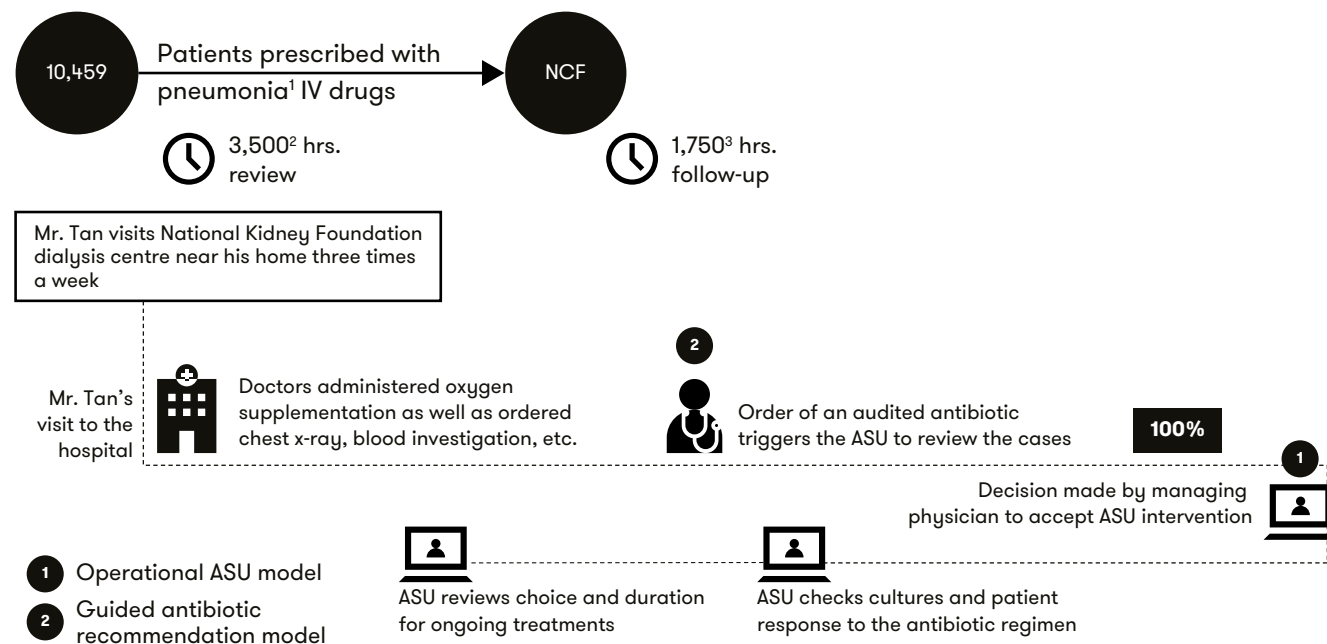 10,459
Patients prescribed with
pneumonia¹ IV drugs
NCF
3,500² hrs.
review
1,750³ hrs.
follow-up
Mr. Tan visits National Kidney Foundation
dialysis centre near his home three times
a week
Mr. Tan’s
visit to the
hospital
Doctors administered oxygen
supplementation as well as ordered
chest x-ray, blood investigation, etc.
2
Order of an audited antibiotic
triggers the ASU to review the cases
100%
1
Decision made by managing
physician to accept ASU intervention
1 Operational ASU model
2 Guided antibiotic
recommendation model
ASU reviews choice and duration
for ongoing treatments
ASU checks cultures and patient
response to the antibiotic regimen